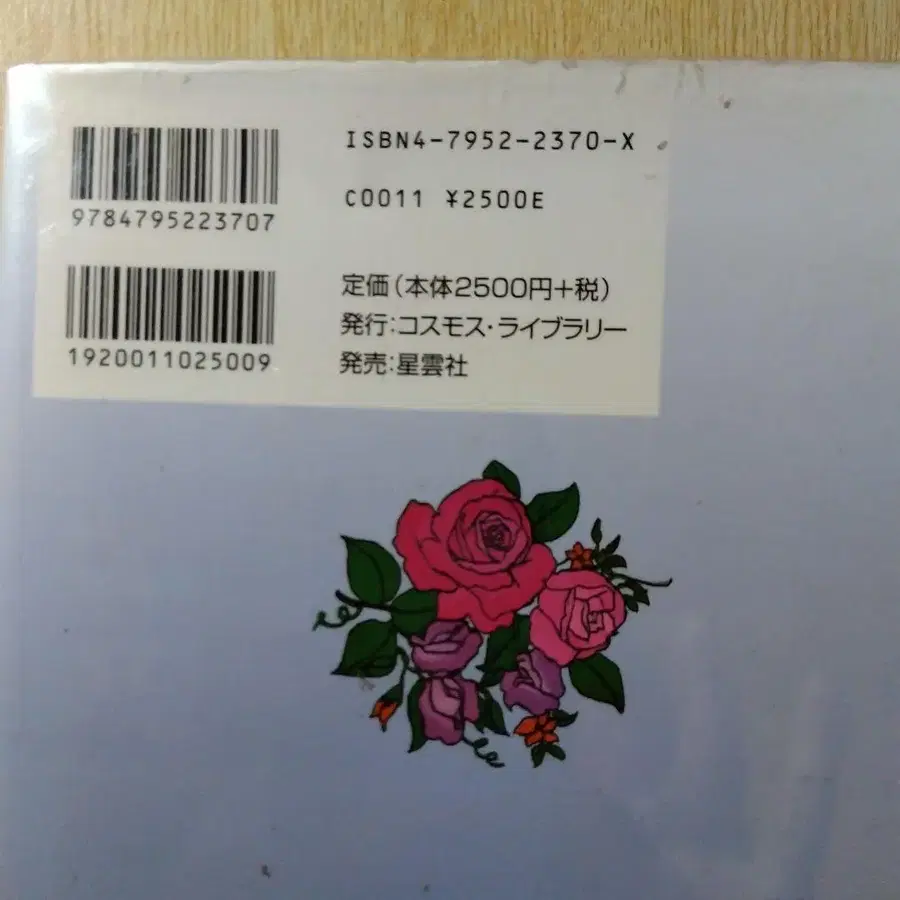 ISBN4-7952-2370-X
C0011 ¥2500E
9784795223707
定価(本体2500円+税)
発行:コスモス・ライブラリー
発売:星雲社
1920011025009